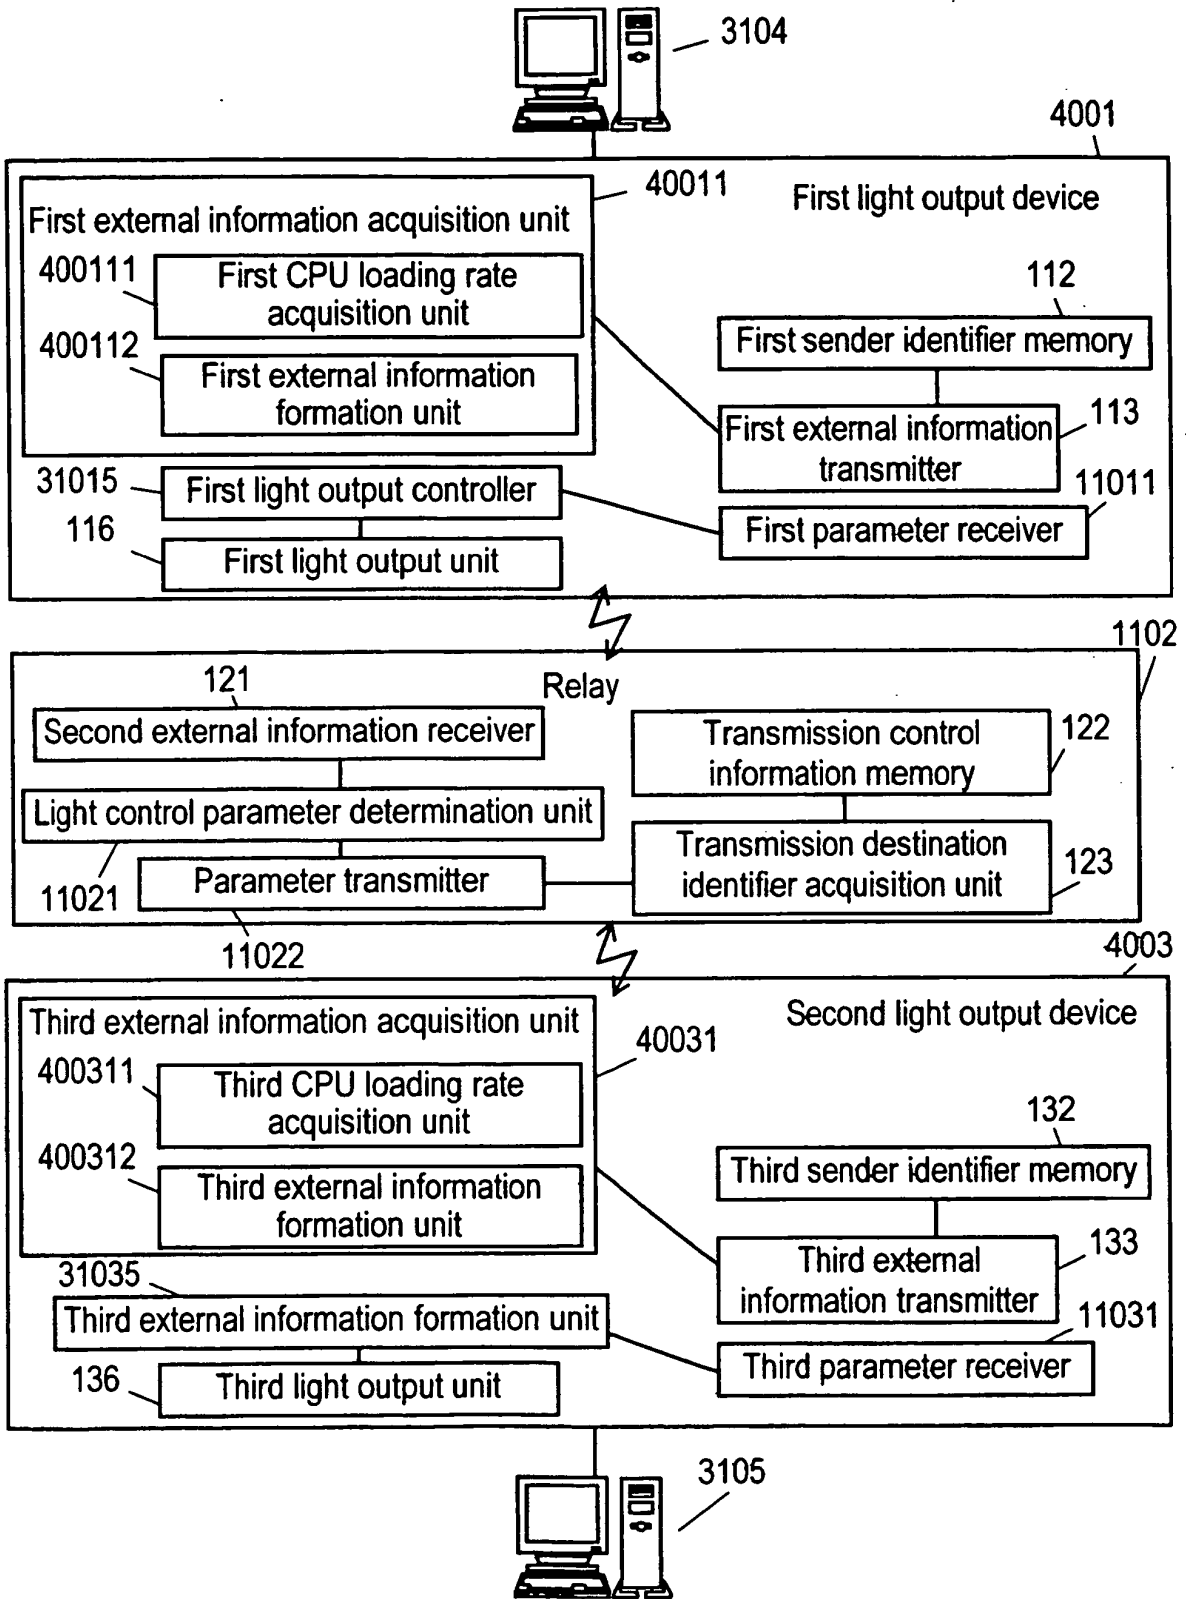 3104
4001
40011
First light output device
First external information acquisition unit
400111
First CPU loading rate
acquisition unit
112
First sender identifier memory
400112
First external information
formation unit
113
First external information
transmitter
31015
First light output controller
11011
First parameter receiver
116
First light output unit
1102
Relay
121
Second external information receiver
Transmission control
information memory
122
Light control parameter determination unit
11021
Parameter transmitter
Transmission destination
identifier acquisition unit
123
11022
4003
Third external information acquisition unit
Second light output device
40031
400311
Third CPU loading rate
acquisition unit
132
Third sender identifier memory
400312
Third external information
formation unit
133
Third external
information transmitter
31035
Third external information formation unit
11031
Third parameter receiver
136
Third light output unit
3105